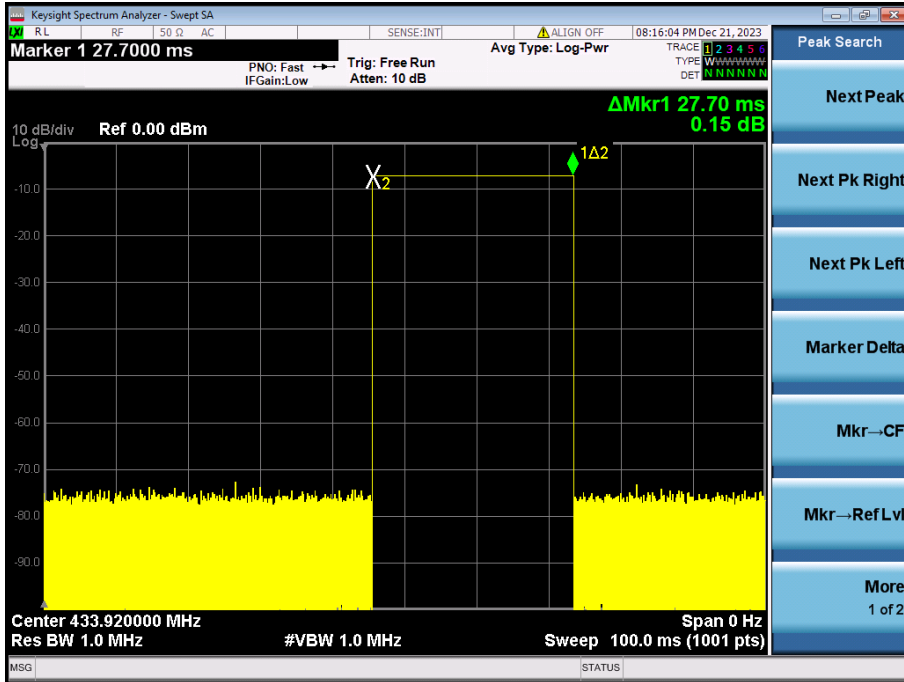 Keysight Spectrum Analyzer - Swept SA
LXI RL RF 50 Ω AC SENSE:INT ALIGN OFF 08:16:04 PM Dec 21, 2023
Marker 1 27.7000 ms
PNO: Fast
IFGain:Low
Trig: Free Run
Atten: 10 dB
Avg Type: Log-Pwr
TRACE 1 2 3 4 5 6
TYPE WWWWWW
DET N N N N N N
ΔMkr1 27.70 ms
0.15 dB
10 dB/div
Log
Ref 0.00 dBm
1Δ2
X2
-10.0
-20.0
-30.0
-40.0
-50.0
-60.0
-70.0
-80.0
-90.0
Center 433.920000 MHz
Span 0 Hz
Res BW 1.0 MHz
#VBW 1.0 MHz
Sweep 100.0 ms (1001 pts)
MSG
STATUS
Peak Search
Next Peak
Next Pk Right
Next Pk Left
Marker Delta
Mkr→CF
Mkr→Ref Lvl
More
1 of 2